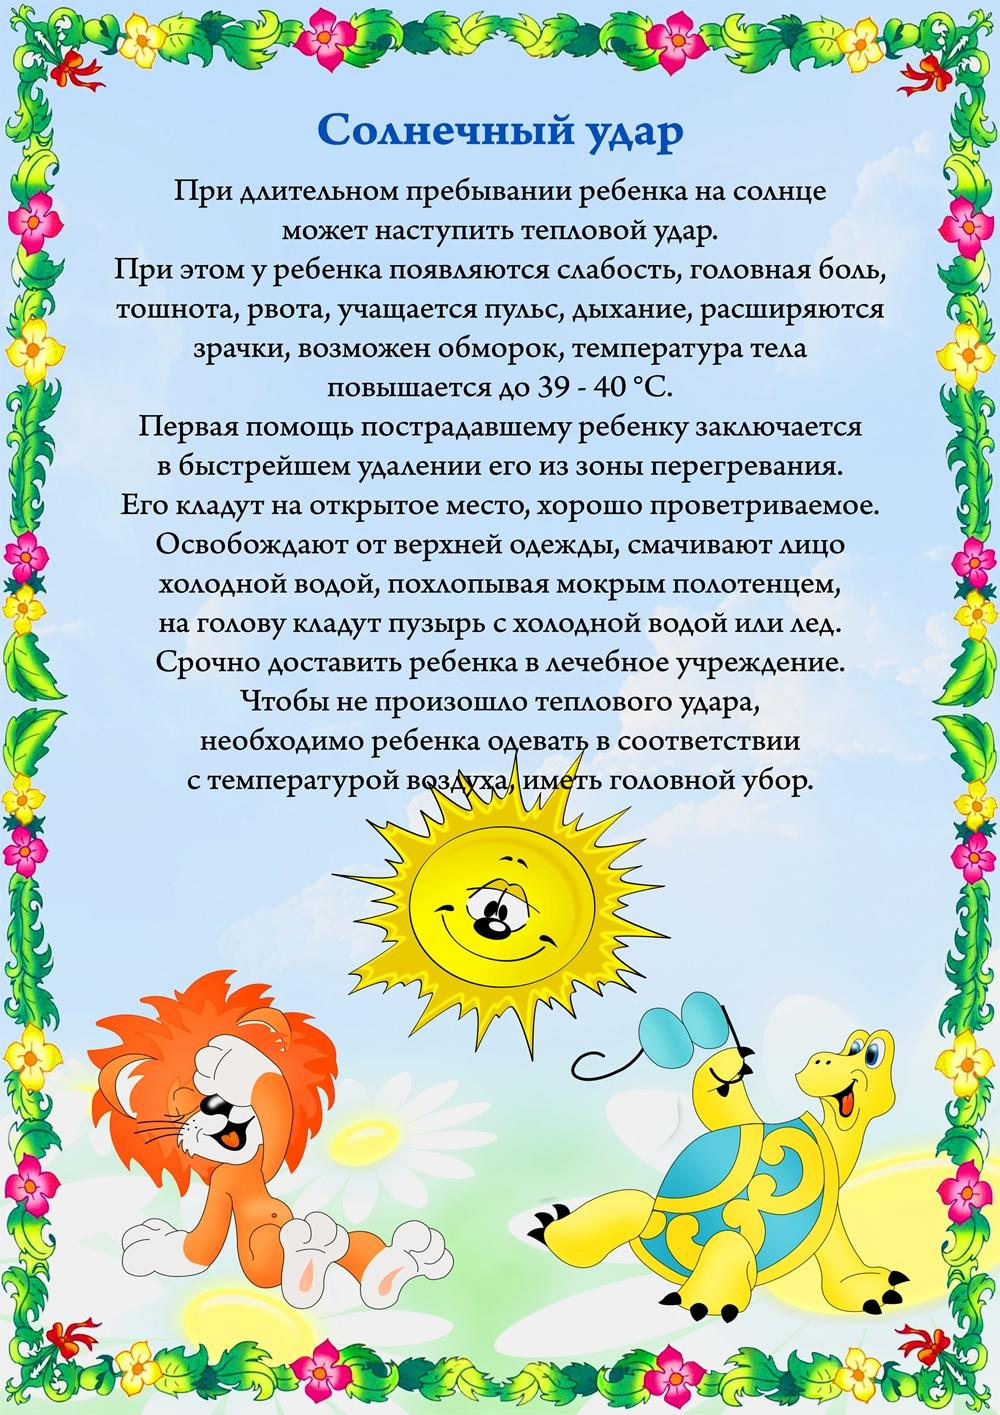 Солнечный удар
При длительном пребывании ребенка на солнце
может наступить тепловой удар.
При этом у ребенка появляются слабость, головная боль,
тошнота, рвота, учащается пульс, дыхание, расширяются
зрачки, возможен обморок, температура тела
повышается до 39 - 40 °С.
Первая помощь пострадавшему ребенку заключается
в быстрейшем удалении его из зоны перегревания.
Его кладут на открытое место, хорошо проветриваемое.
Освобождают от верхней одежды, смачивают лицо
холодной водой, похлопывая мокрым полотенцем,
на голову кладут пузырь с холодной водой или лед.
Срочно доставить ребенка в лечебное учреждение.
Чтобы не произошло теплового удара,
необходимо ребенка одевать в соответствии
с температурой воздуха, иметь головной убор.